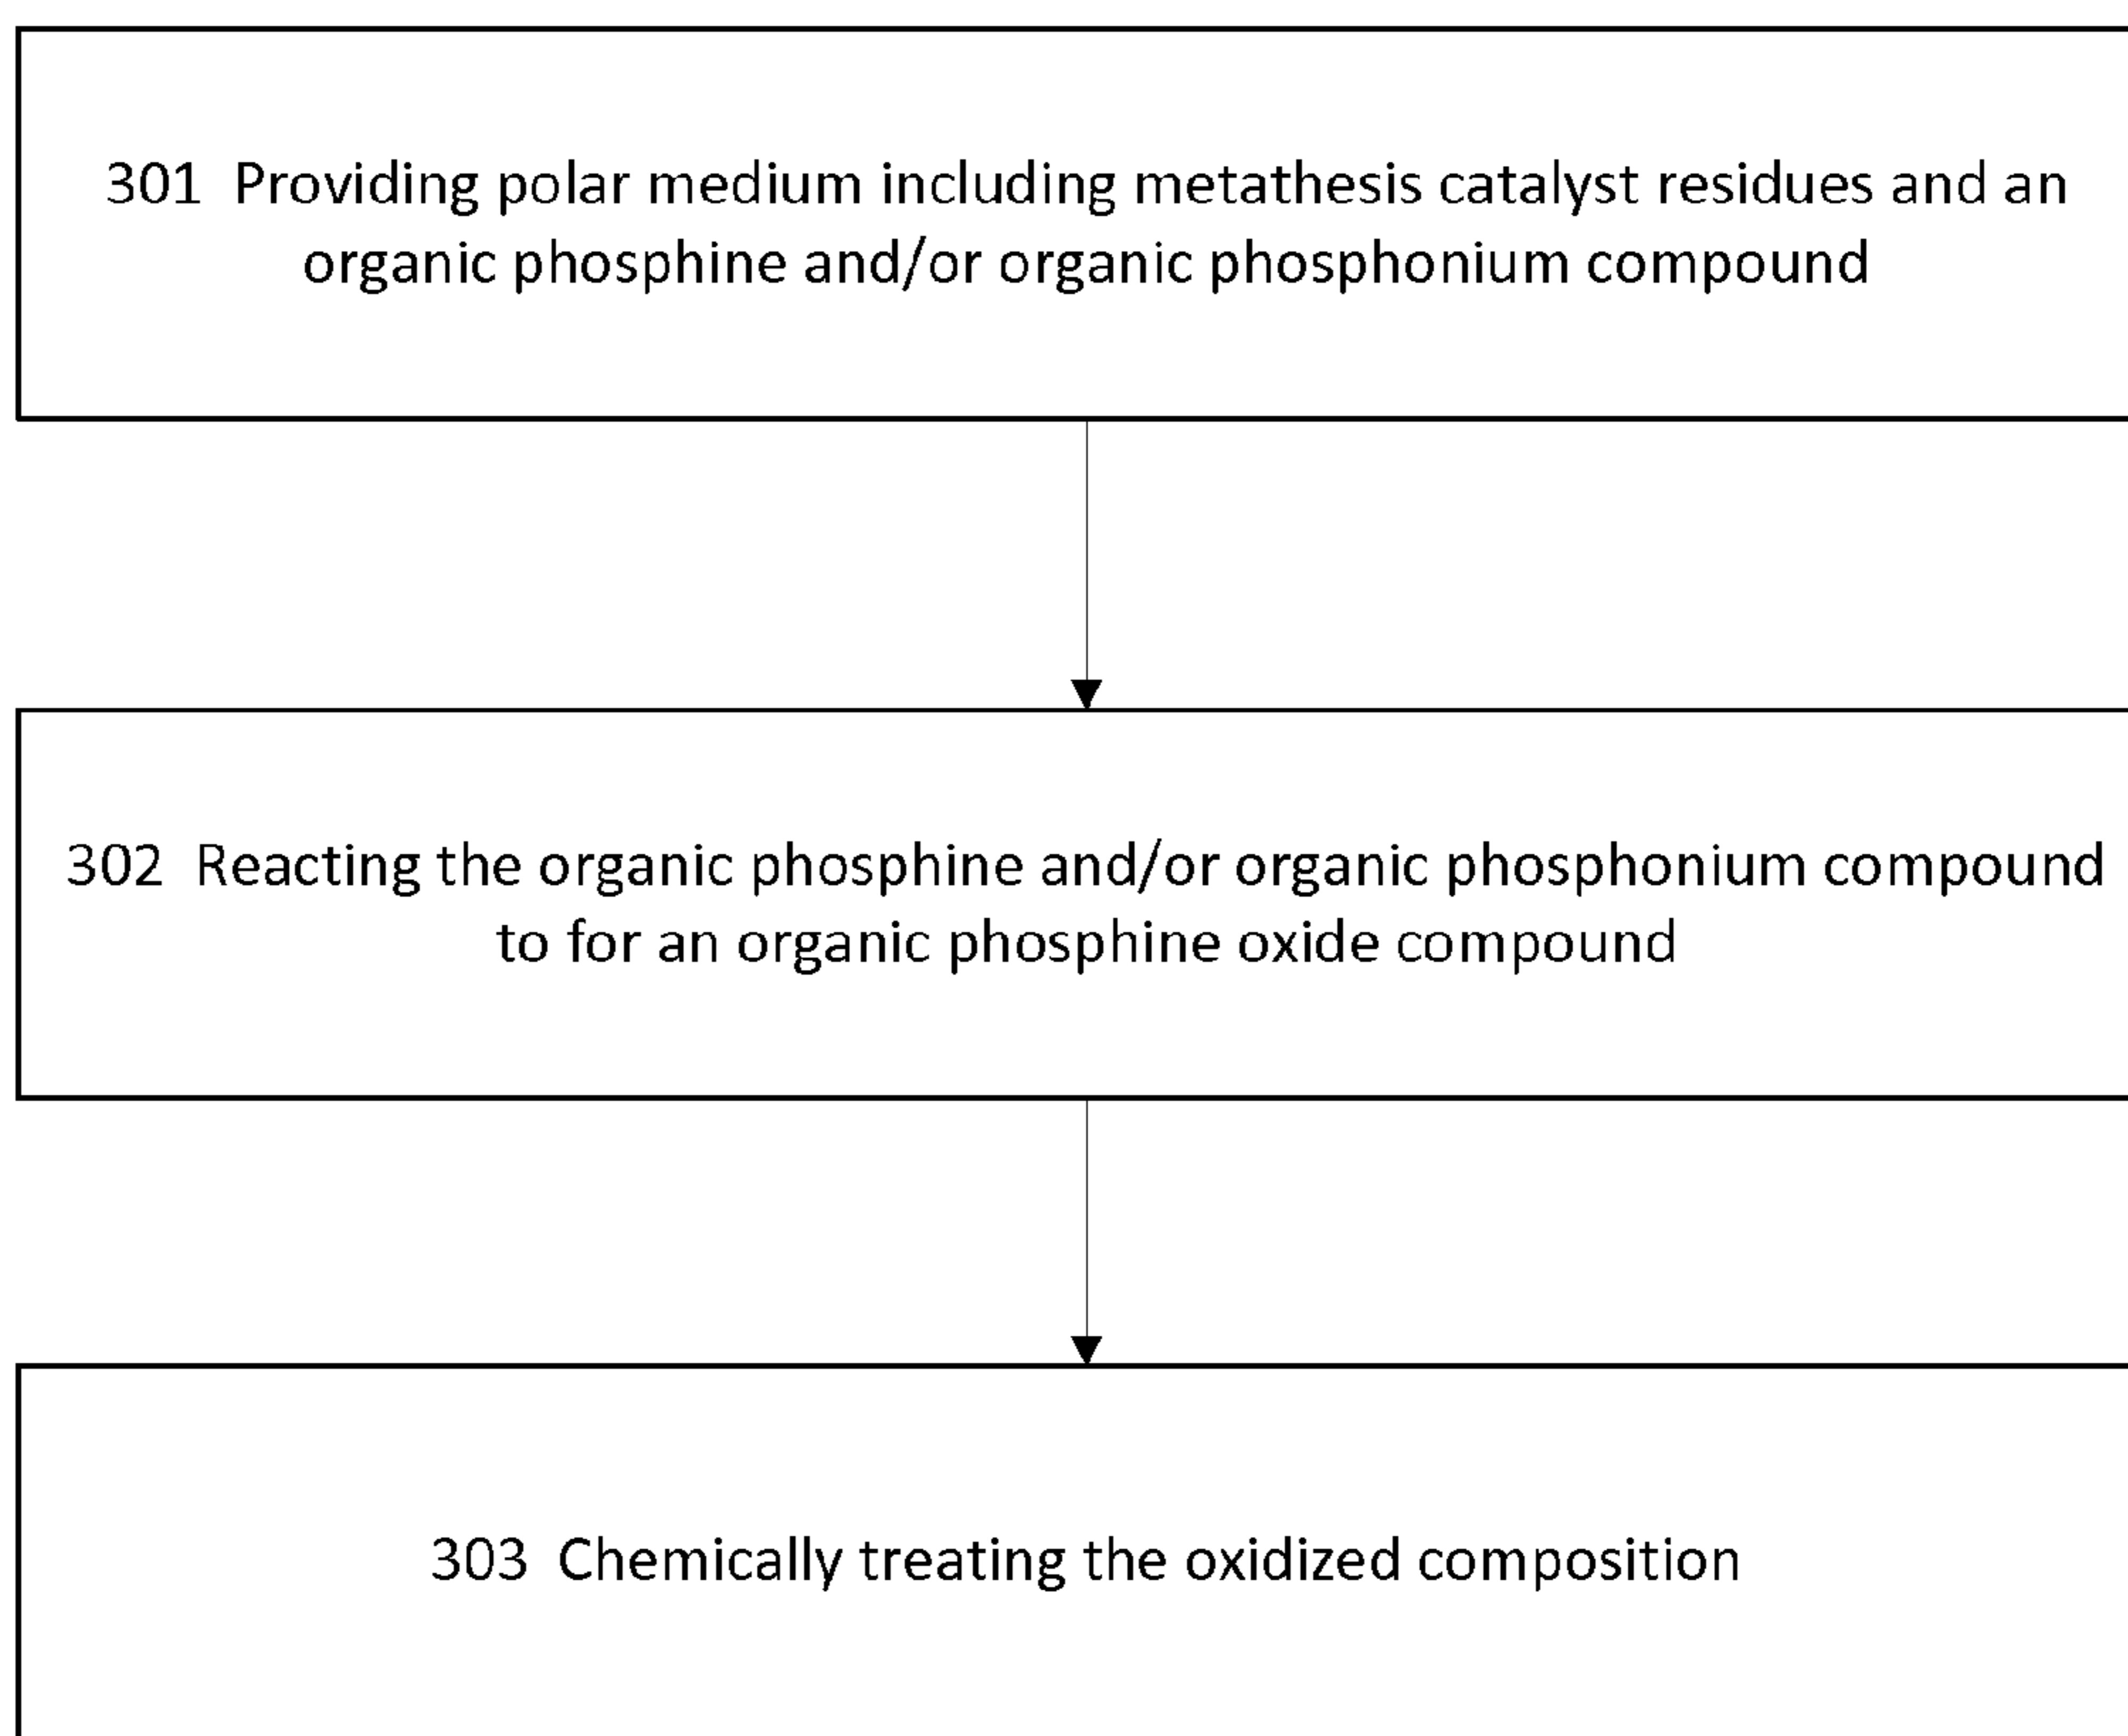 301 Providing polar medium including metathesis catalyst residues and an
organic phosphine and/or organic phosphonium compound
302 Reacting the organic phosphine and/or organic phosphonium compound
to for an organic phosphine oxide compound
303 Chemically treating the oxidized composition